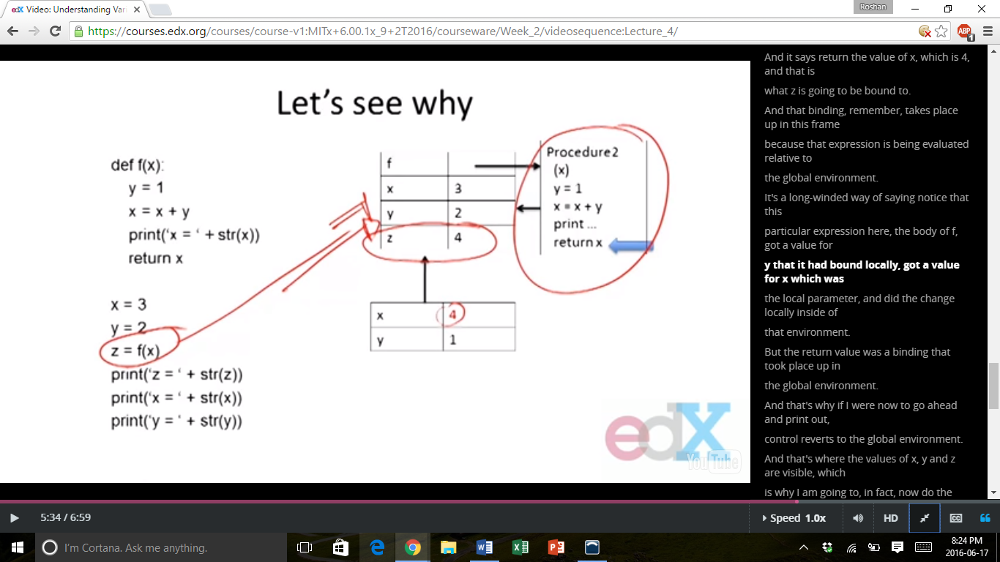 edX Video: Understanding Var
Roshan
https://courses.edx.org/courses/course-v1:MITx+6.00.1x_9+2T2016/courseware/Week_2/videosequence:Lecture_4/
ABP
1
Let's see why
def f(x):
y = 1
x = x + y
print(‘x = ‘ + str(x))
return x
x = 3
y = 2
z = f(x)
print(‘z = ‘ + str(z))
print(‘x = ‘ + str(x))
print(‘y = ‘ + str(y))
f
x 3
y 2
z 4
x 4
y 1
Procedure2
(x)
y = 1
x = x + y
print ...
return x
edX
YouTube
And it says return the value of x, which is 4,
and that is
what z is going to be bound to.
And that binding, remember, takes place
up in this frame
because that expression is being evaluated
relative to
the global environment.
It's a long-winded way of saying notice that
this
particular expression here, the body of f,
got a value for
y that it had bound locally, got a value
for x which was
the local parameter, and did the change
locally inside of
that environment.
But the return value was a binding that
took place up in
the global environment.
And that's why if I were now to go ahead
and print out,
control reverts to the global environment.
And that's where the values of x, y and z
are visible, which
is why I am going to, in fact, now do the
5:34 / 6:59
Speed 1.0x
HD
CC
I'm Cortana. Ask me anything.
8:24 PM
2016-06-17